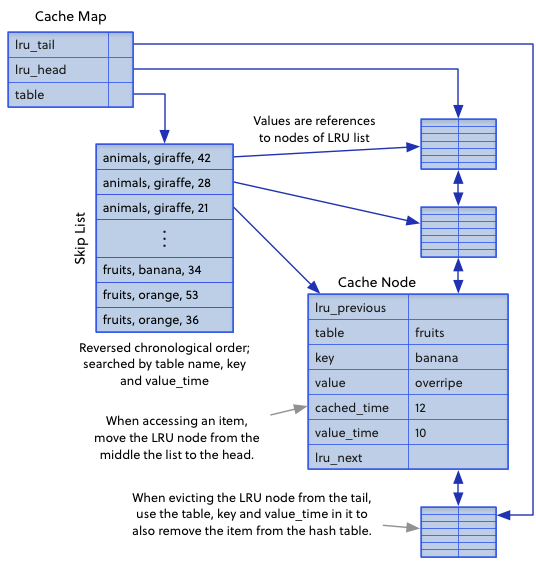 Cache Map
lru_tail
lru_head
table
Values are references
to nodes of LRU list
Skip List
animals, giraffe, 42
animals, giraffe, 28
animals, giraffe, 21
⋮
fruits, banana, 34
fruits, orange, 53
fruits, orange, 36
Reversed chronological order;
searched by table name, key
and value_time
Cache Node
lru_previous
table fruits
key banana
value overripe
cached_time 12
value_time 10
lru_next
When accessing an item,
move the LRU node from the
middle the list to the head.
When evicting the LRU node from the tail,
use the table, key and value_time in it to
also remove the item from the hash table.